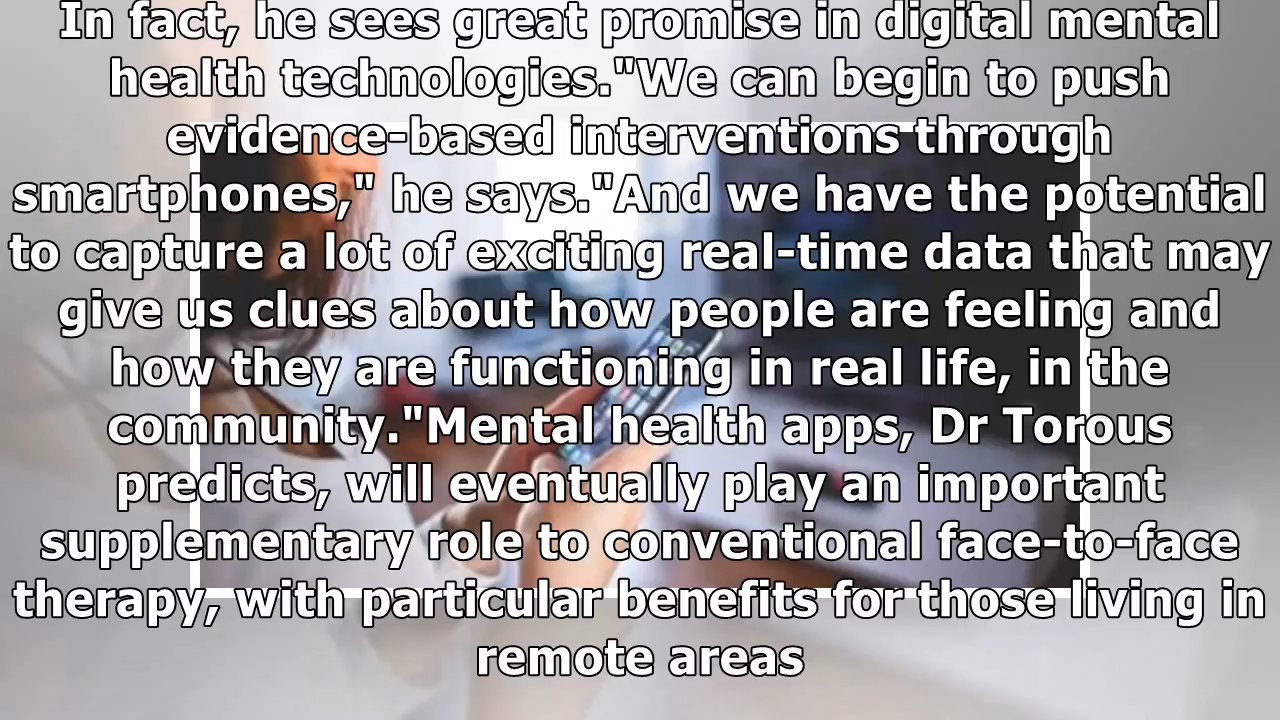 In fact, he sees great promise in digital mental
health technologies."We can begin to push
evidence-based interventions through
smartphones," he says."And we have the potential
to capture a lot of exciting real-time data that may
give us clues about how people are feeling and
how they are functioning in real life, in the
community."Mental health apps, Dr Torous
predicts, will eventually play an important
supplementary role to conventional face-to-face
therapy, with particular benefits for those living in
remote areas